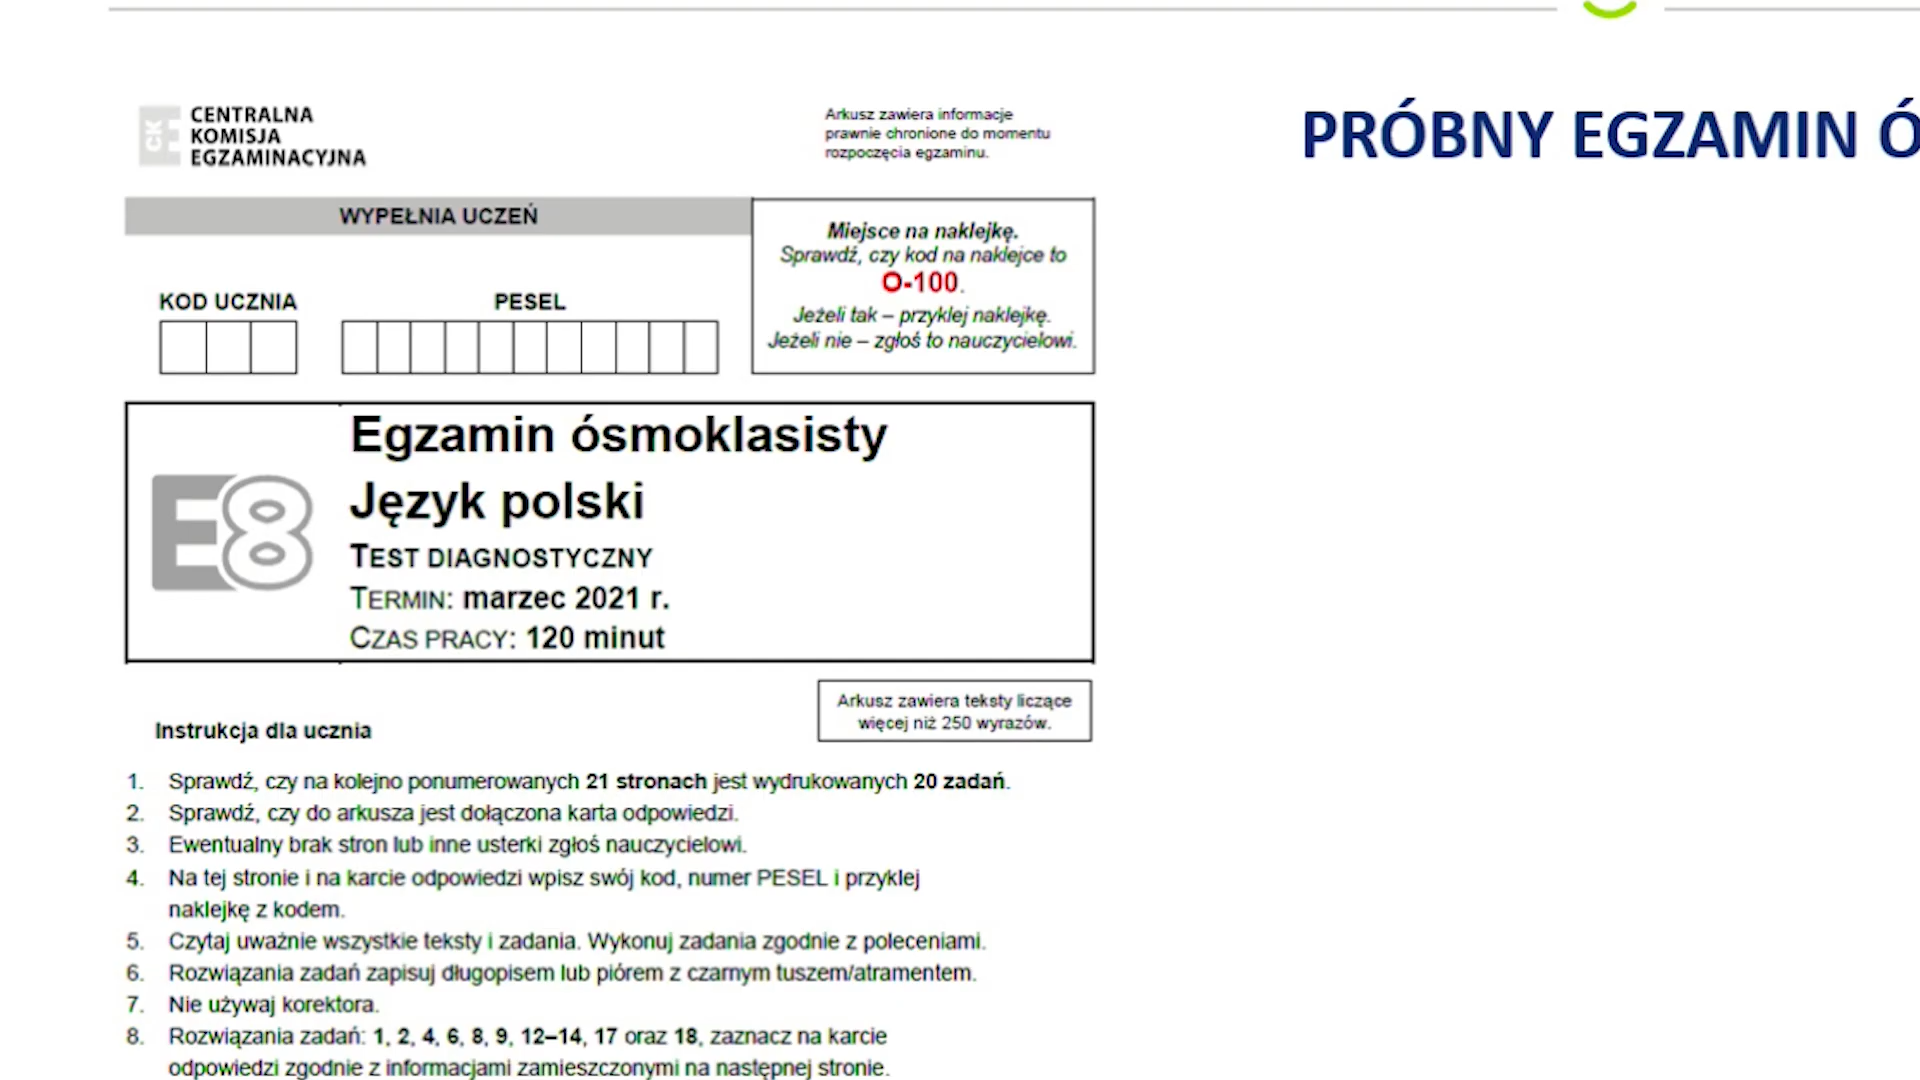 CENTRALNA
KOMISJA
EGZAMINACYJNA
CK
Arkusz zawiera informacje
prawnie chronione do momentu
rozpoczęcia egzaminu.
PRÓBNY EGZAMIN Ó
WYPEŁNIA UCZEŃ
KOD UCZNIA
PESEL
Miejsce na naklejkę.
Sprawdź, czy kod na naklejce to
O-100.
Jeżeli tak – przyklej naklejkę.
Jeżeli nie – zgłoś to nauczycielowi.
E8
Egzamin ósmoklasisty
Język polski
TEST DIAGNOSTYCZNY
TERMIN: marzec 2021 r.
CZAS PRACY: 120 minut
Arkusz zawiera teksty liczące
więcej niż 250 wyrazów.
Instrukcja dla ucznia
1. Sprawdź, czy na kolejno ponumerowanych 21 stronach jest wydrukowanych 20 zadań.
2. Sprawdź, czy do arkusza jest dołączona karta odpowiedzi.
3. Ewentualny brak stron lub inne usterki zgłoś nauczycielowi.
4. Na tej stronie i na karcie odpowiedzi wpisz swój kod, numer PESEL i przyklej
naklejkę z kodem.
5. Czytaj uważnie wszystkie teksty i zadania. Wykonuj zadania zgodnie z poleceniami.
6. Rozwiązania zadań zapisuj długopisem lub piórem z czarnym tuszem/atramentem.
7. Nie używaj korektora.
8. Rozwiązania zadań: 1, 2, 4, 6, 8, 9, 12–14, 17 oraz 18, zaznacz na karcie
odpowiedzi zgodnie z informacjami zamieszczonymi na następnej stronie.